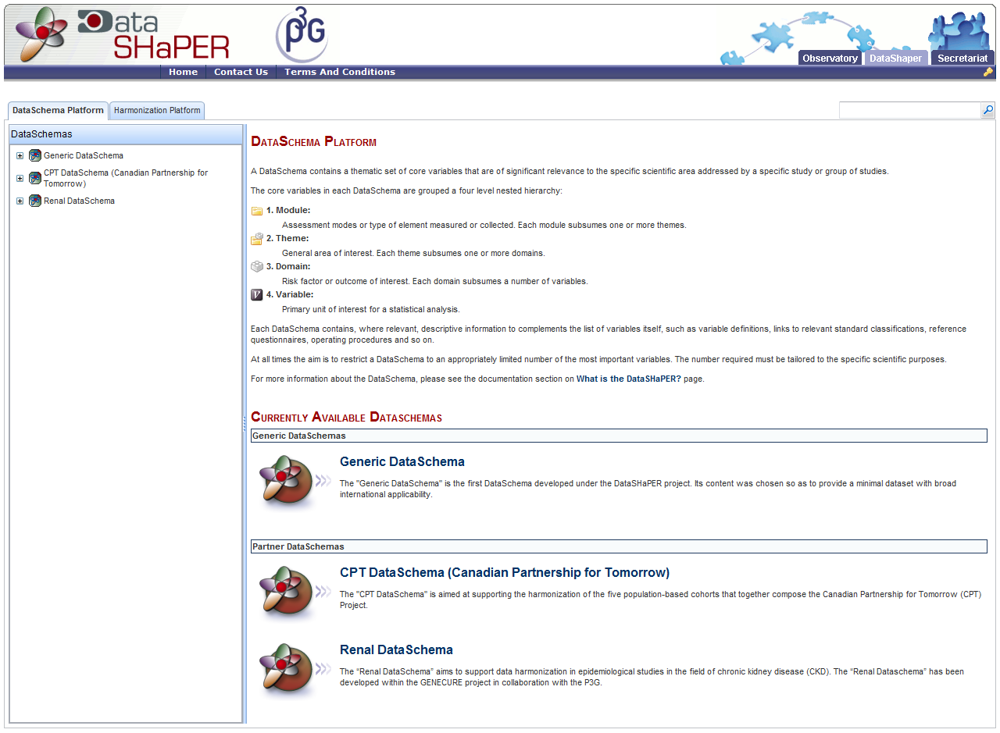 Data
SHaPER
P3G
Observatory
DataShaper
Secretariat
Home
Contact Us
Terms And Conditions
DataSchema Platform
Harmonization Platform
DataSchemas
Generic DataSchema
CPT DataSchema (Canadian Partnership for
Tomorrow)
Renal DataSchema
DataSchema Platform
A DataSchema contains a thematic set of core variables that are of significant relevance to the specific scientific area addressed by a specific study or group of studies.
The core variables in each DataSchema are grouped a four level nested hierarchy:
1. Module:
Assessment modes or type of element measured or collected. Each module subsumes one or more themes.
2. Theme:
General area of interest. Each theme subsumes one or more domains.
3. Domain:
Risk factor or outcome of interest. Each domain subsumes a number of variables.
V 4. Variable:
Primary unit of interest for a statistical analysis.
Each DataSchema contains, where relevant, descriptive information to complements the list of variables itself, such as variable definitions, links to relevant standard classifications, reference
questionnaires, operating procedures and so on.
At all times the aim is to restrict a DataSchema to an appropriately limited number of the most important variables. The number required must be tailored to the specific scientific purposes.
For more information about the DataSchema, please see the documentation section on What is the DataSHaPER? page.
Currently Available Dataschemas
Generic DataSchemas
Generic DataSchema
The "Generic DataSchema" is the first DataSchema developed under the DataSHaPER project. Its content was chosen so as to provide a minimal dataset with broad
international applicability.
Partner DataSchemas
CPT DataSchema (Canadian Partnership for Tomorrow)
The "CPT DataSchema" is aimed at supporting the harmonization of the five population-based cohorts that together compose the Canadian Partnership for Tomorrow (CPT)
Project.
Renal DataSchema
The “Renal DataSchema” aims to support data harmonization in epidemiological studies in the field of chronic kidney disease (CKD). The “Renal Dataschema” has been
developed within the GENECURE project in collaboration with the P3G.